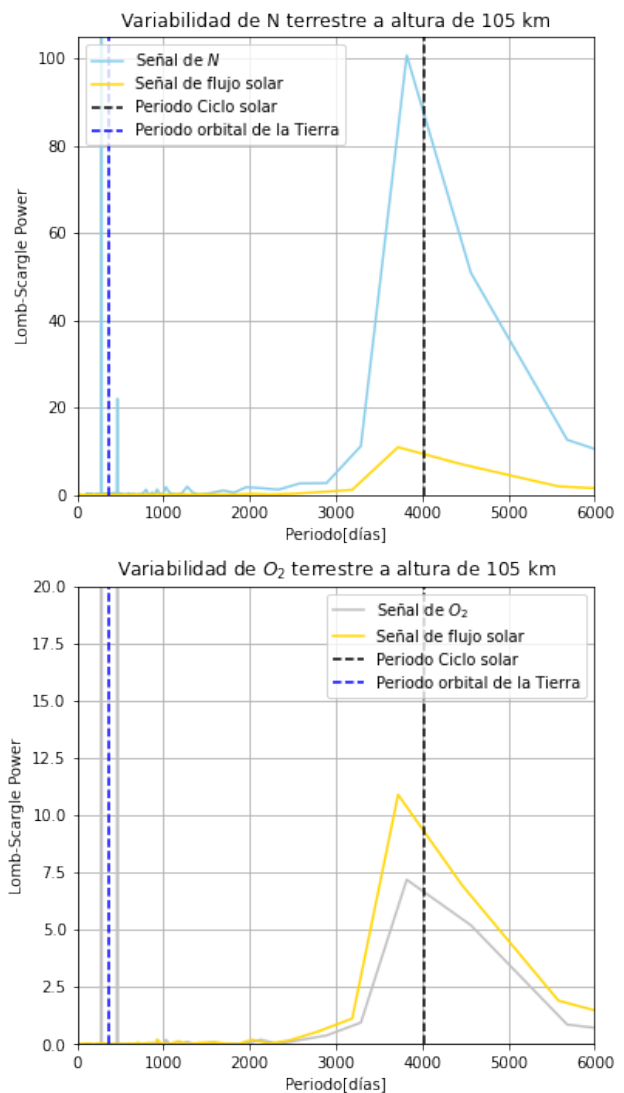 Variabilidad de N terrestre a altura de 105 km
Señal de N
Señal de flujo solar
Periodo Ciclo solar
Periodo orbital de la Tierra
Lomb-Scargle Power
100
80
60
40
20
0
0 1000 2000 3000 4000 5000 6000
Periodo[días]
Variabilidad de O₂ terrestre a altura de 105 km
Señal de O₂
Señal de flujo solar
Periodo Ciclo solar
Periodo orbital de la Tierra
Lomb-Scargle Power
20.0
17.5
15.0
12.5
10.0
7.5
5.0
2.5
0.0
0 1000 2000 3000 4000 5000 6000
Periodo[días]